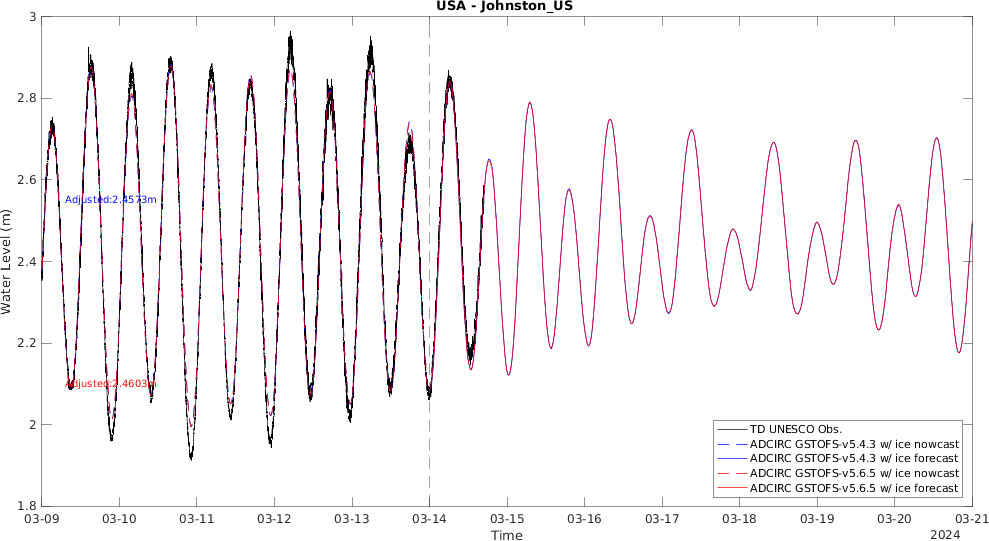 USA - Johnston_US
3
2.8
2.6
2.4
2.2
2
1.8
Water Level (m)
Adjusted:2.4573m
Adjusted:2.4603m
TD UNESCO Obs.
ADCIRC GSTOFS-v5.4.3 w/ ice nowcast
ADCIRC GSTOFS-v5.4.3 w/ ice forecast
ADCIRC GSTOFS-v5.6.5 w/ ice nowcast
ADCIRC GSTOFS-v5.6.5 w/ ice forecast
03-09 03-10 03-11 03-12 03-13 03-14 03-15 03-16 03-17 03-18 03-19 03-20 03-21
Time
2024